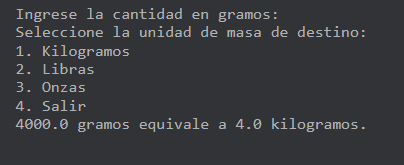 Ingrese la cantidad en gramos:
Seleccione la unidad de masa de destino:
1. Kilogramos
2. Libras
3. Onzas
4. Salir
4000.0 gramos equivale a 4.0 kilogramos.